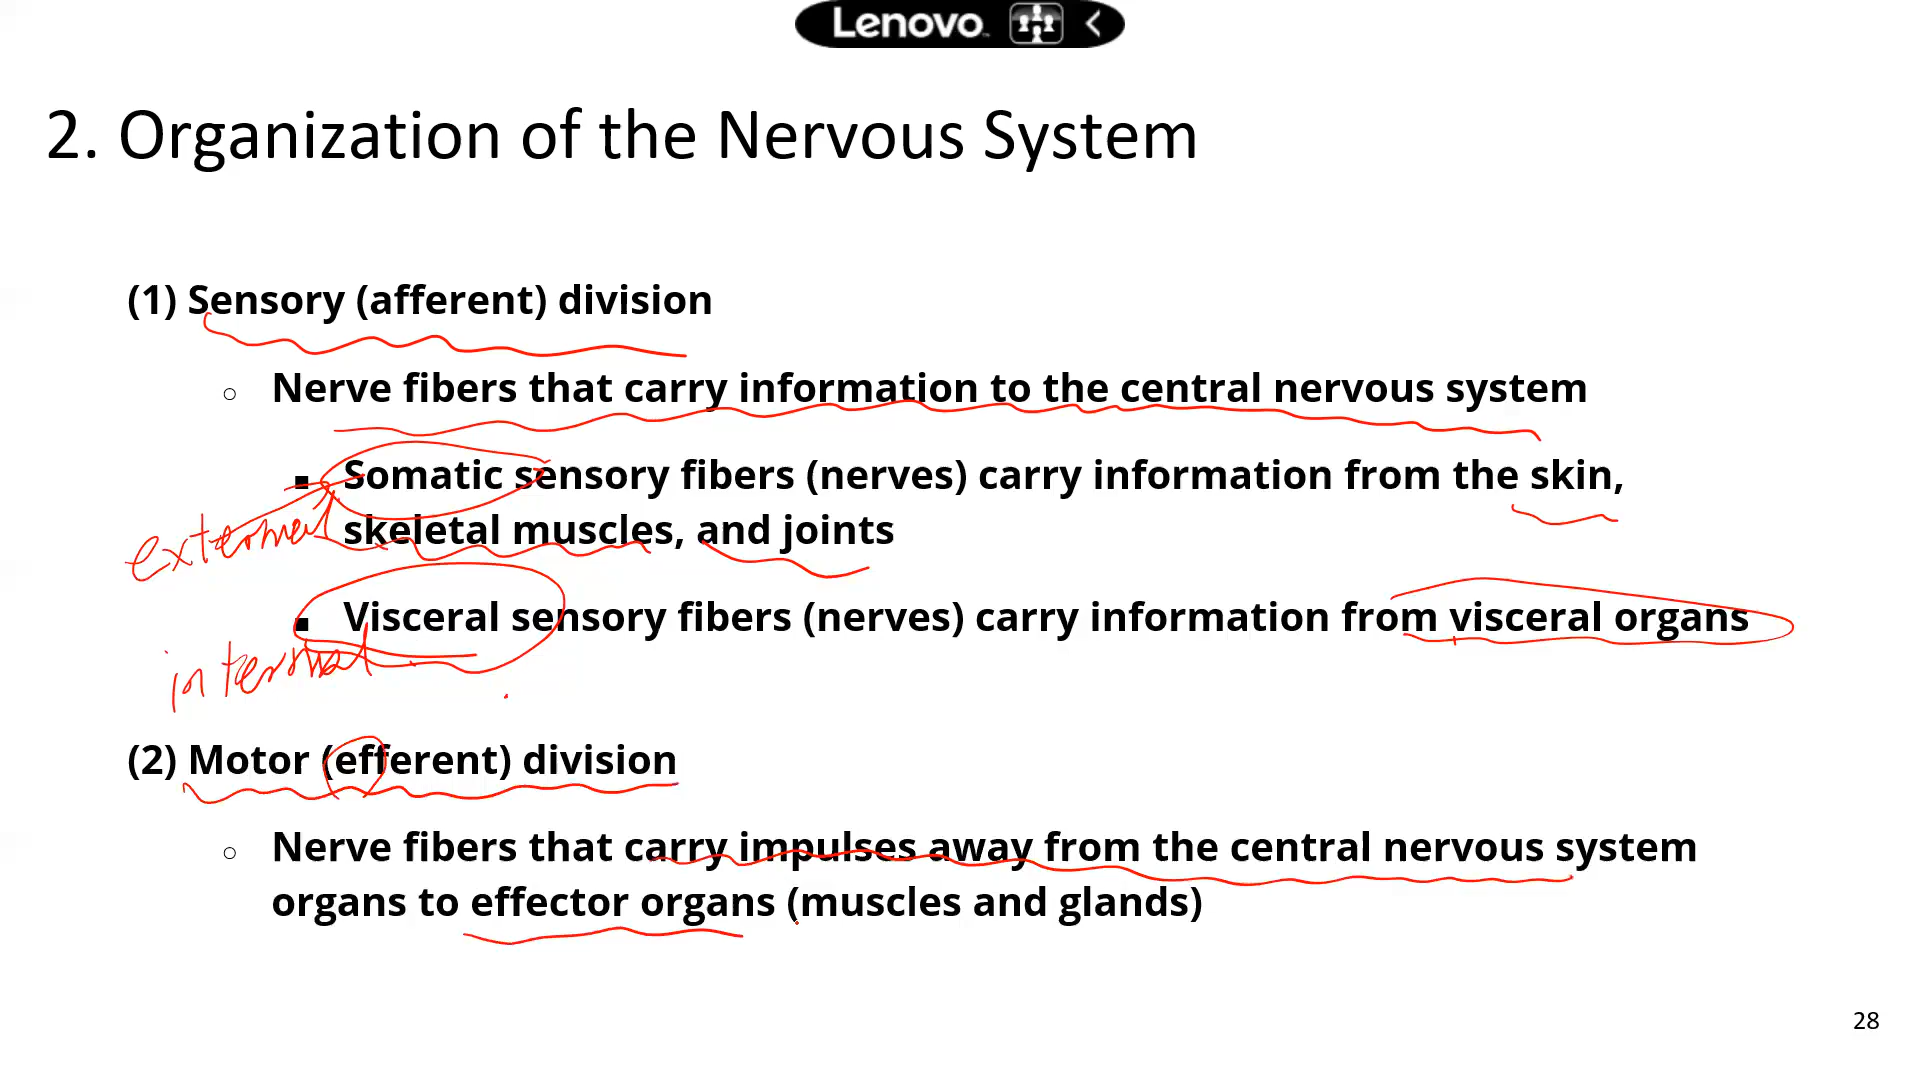 Lenovo™
2. Organization of the Nervous System
(1) Sensory (afferent) division
○ Nerve fibers that carry information to the central nervous system
▪ Somatic sensory fibers (nerves) carry information from the skin,
external
skeletal muscles, and joints
▪ Visceral sensory fibers (nerves) carry information from visceral organs
internal
(2) Motor (efferent) division
○ Nerve fibers that carry impulses away from the central nervous system
organs to effector organs (muscles and glands)
28